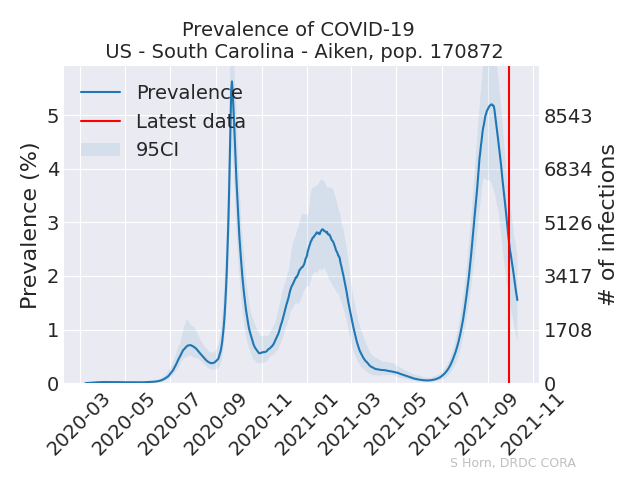 Prevalence of COVID-19
US - South Carolina - Aiken, pop. 170872
Prevalence
Latest data
95CI
Prevalence (%)
5
4
3
2
1
0
8543
6834
5126
3417
1708
0
# of infections
2020-03
2020-05
2020-07
2020-09
2020-11
2021-01
2021-03
2021-05
2021-07
2021-09
2021-11
S Horn, DRDC CORA